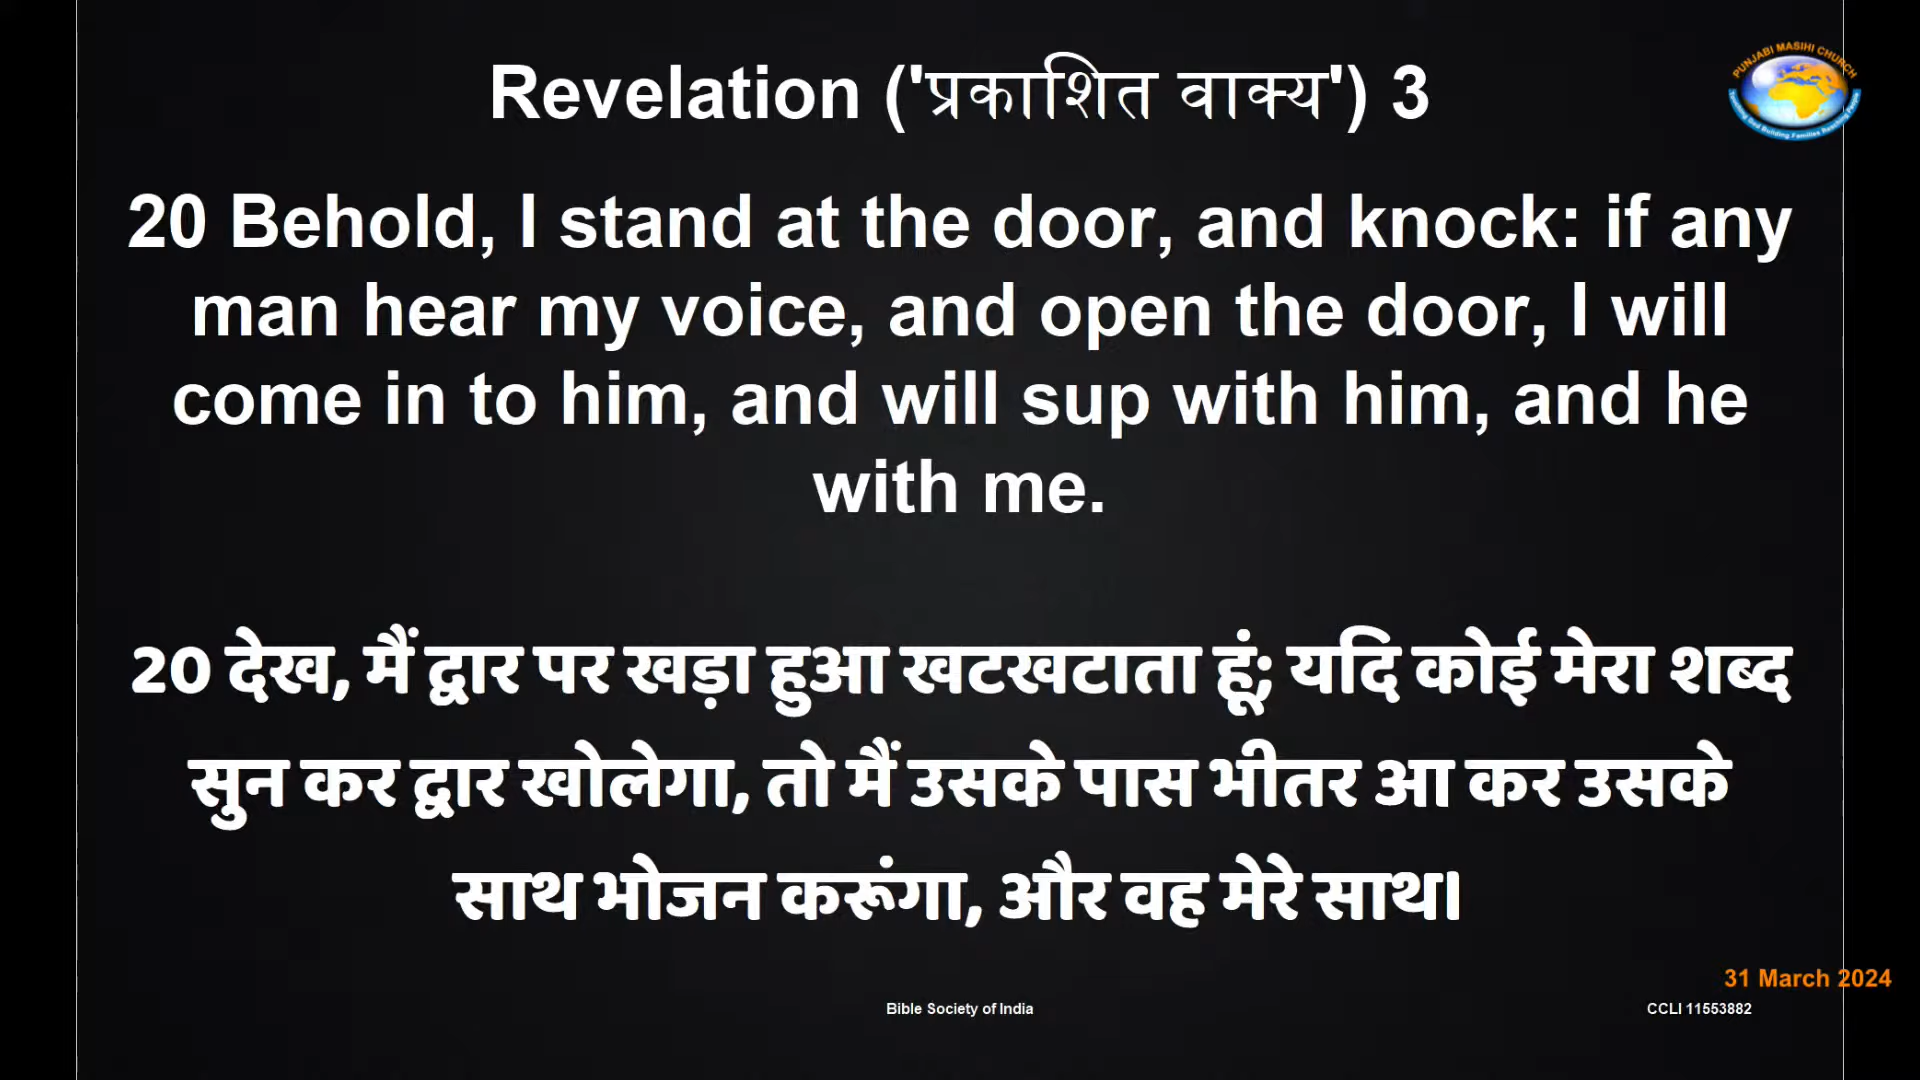 Revelation ('प्रकाशित वाक्य') 3
PUNJABI MASIHI CHURCH
20 Behold, I stand at the door, and knock: if any
man hear my voice, and open the door, I will
come in to him, and will sup with him, and he
with me.
20 देख, मैं द्वार पर खड़ा हुआ खटखटाता हूं; यदि कोई मेरा शब्द
सुन कर द्वार खोलेगा, तो मैं उसके पास भीतर आ कर उसके
साथ भोजन करूंगा, और वह मेरे साथ।
31 March 2024
Bible Society of India
CCLI 11553882